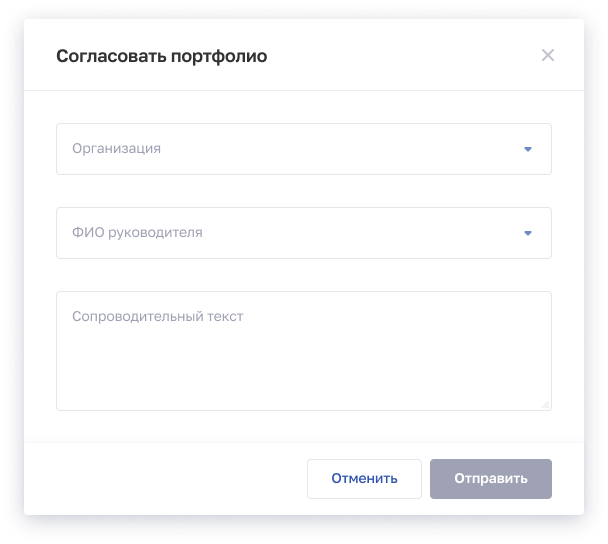 Согласовать портфолио
Организация
ФИО руководителя
Сопроводительный текст
Отменить
Отправить